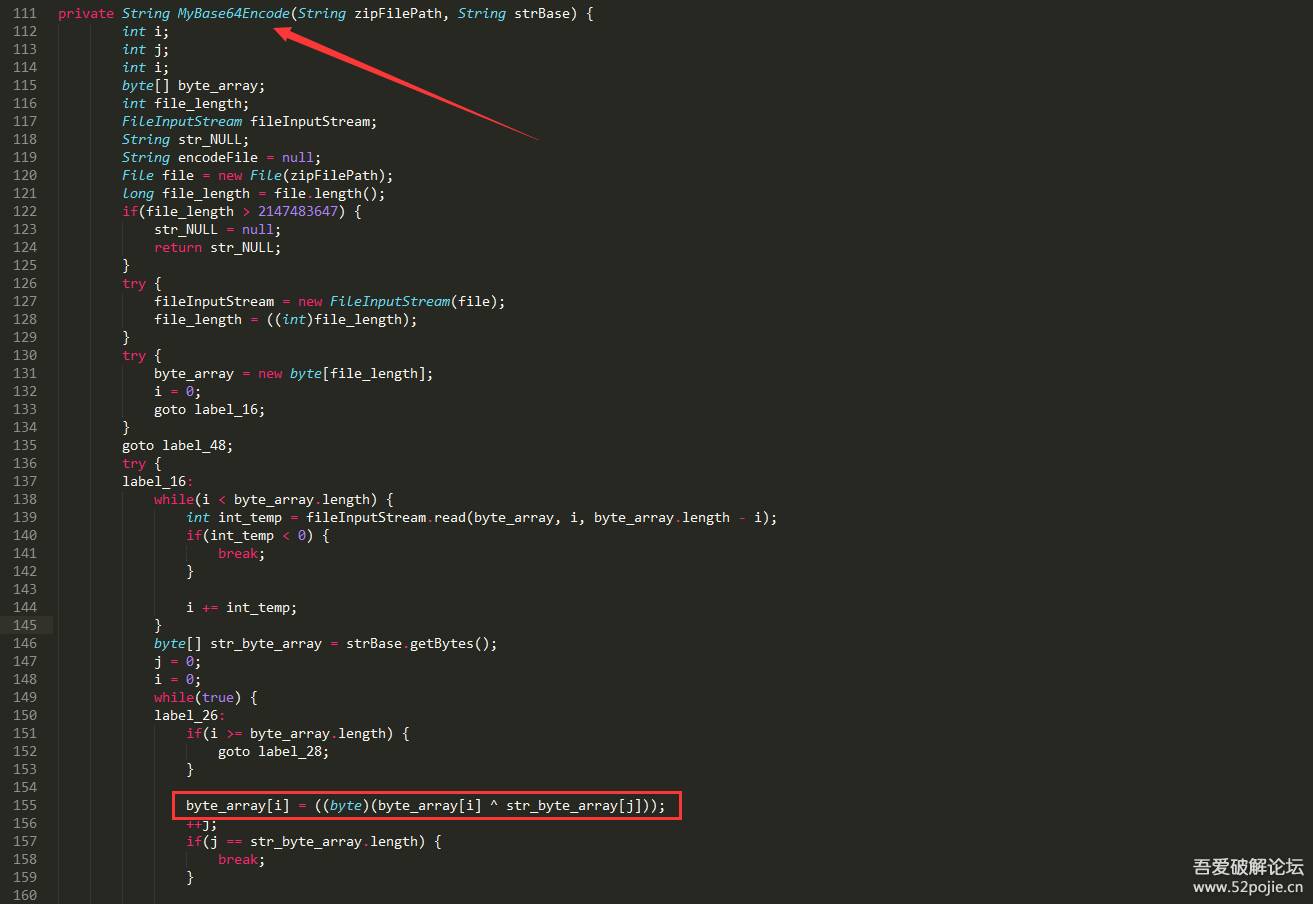 111 private String MyBase64Encode(String zipFilePath, String strBase) {
112 int i;
113 int j;
114 int i;
115 byte[] byte_array;
116 int file_length;
117 FileInputStream fileInputStream;
118 String str_NULL;
119 String encodeFile = null;
120 File file = new File(zipFilePath);
121 long file_length = file.length();
122 if(file_length > 2147483647) {
123 str_NULL = null;
124 return str_NULL;
125 }
126 try {
127 fileInputStream = new FileInputStream(file);
128 file_length = ((int)file_length);
129 }
130 try {
131 byte_array = new byte[file_length];
132 i = 0;
133 goto label_16;
134 }
135 goto label_48;
136 try {
137 label_16:
138 while(i < byte_array.length) {
139 int int_temp = fileInputStream.read(byte_array, i, byte_array.length - i);
140 if(int_temp < 0) {
141 break;
142 }
143
144 i += int_temp;
145 }
146 byte[] str_byte_array = strBase.getBytes();
147 j = 0;
148 i = 0;
149 while(true) {
150 label_26:
151 if(i >= byte_array.length) {
152 goto label_28;
153 }
154
155 byte_array[i] = ((byte)(byte_array[i] ^ str_byte_array[j]));
156 ++j;
157 if(j == str_byte_array.length) {
158 break;
159 }
160
吾爱破解论坛
www.52pojie.cn